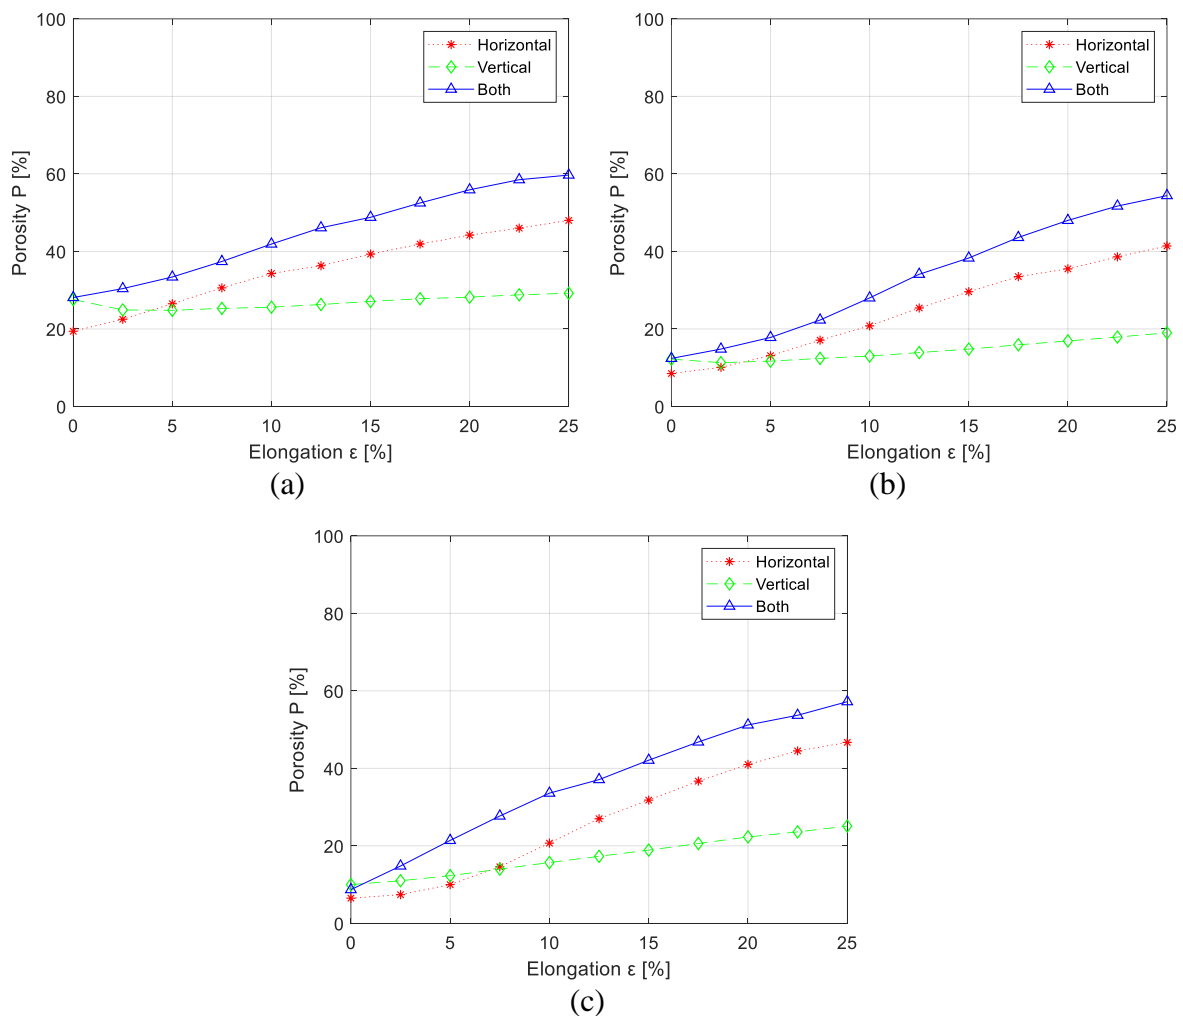 100
80
60
40
20
0
Porosity P [%]
Horizontal
Vertical
Both
0 5 10 15 20 25
Elongation ε [%]
(a)
100
80
60
40
20
0
Porosity P [%]
Horizontal
Vertical
Both
0 5 10 15 20 25
Elongation ε [%]
(b)
100
80
60
40
20
0
Porosity P [%]
Horizontal
Vertical
Both
0 5 10 15 20 25
Elongation ε [%]
(c)